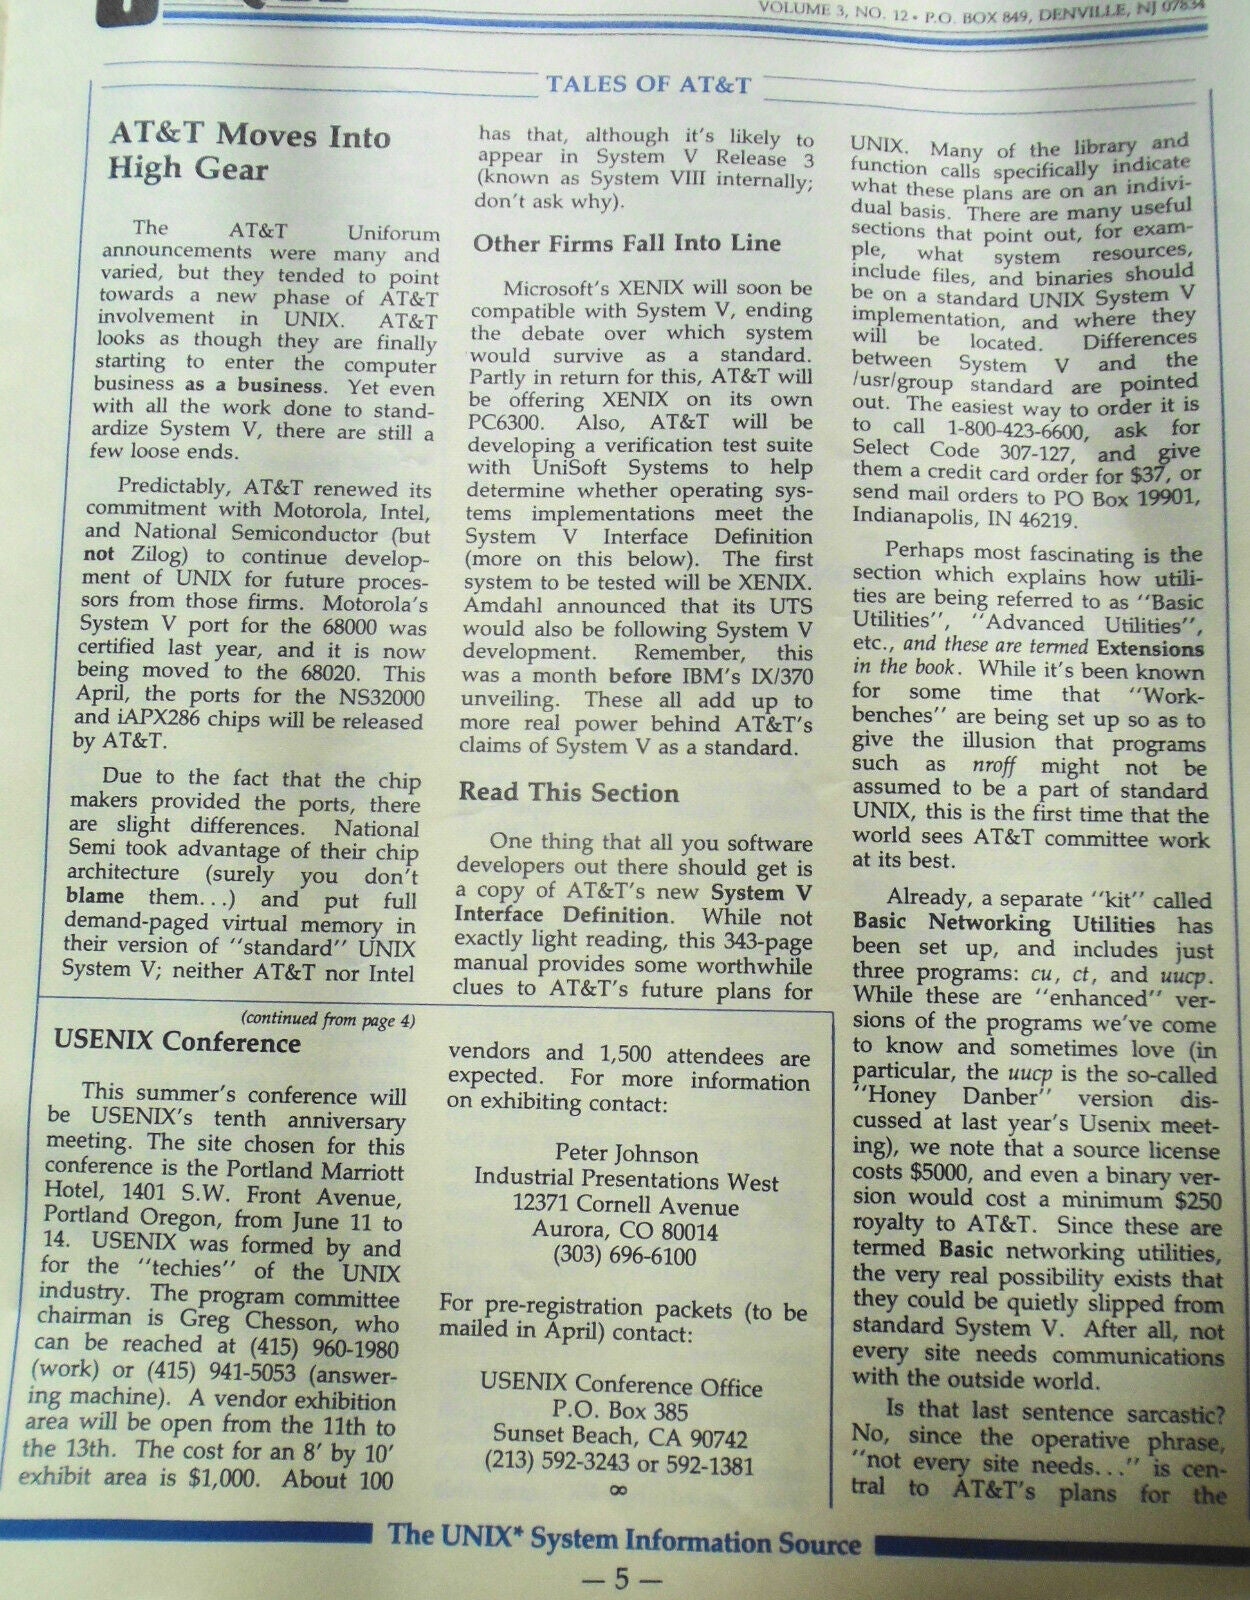 VOLUME 3, NO. 12 • P.O. BOX 849, DENVILLE, NJ 07834
TALES OF AT&T
AT&T Moves Into
High Gear
The AT&T Uniforum
announcements were many and
varied, but they tended to point
towards a new phase of AT&T
involvement in UNIX. AT&T
looks as though they are finally
starting to enter the computer
business as a business. Yet even
with all the work done to stand-
ardize System V, there are still a
few loose ends.
Predictably, AT&T renewed its
commitment with Motorola, Intel,
and National Semiconductor (but
not Zilog) to continue develop-
ment of UNIX for future proces-
sors from those firms. Motorola's
System V port for the 68000 was
certified last year, and it is now
being moved to the 68020. This
April, the ports for the NS32000
and iAPX286 chips will be released
by AT&T.
Due to the fact that the chip
makers provided the ports, there
are slight differences. National
Semi took advantage of their chip
architecture (surely you don't
blame them...) and put full
demand-paged virtual memory in
their version of "standard" UNIX
System V; neither AT&T nor Intel
has that, although it's likely to
appear in System V Release 3
(known as System VIII internally;
don't ask why).
Other Firms Fall Into Line
Microsoft's XENIX will soon be
compatible with System V, ending
the debate over which system
would survive as a standard.
Partly in return for this, AT&T will
be offering XENIX on its own
PC6300. Also, AT&T will be
developing a verification test suite
with UniSoft Systems to help
determine whether operating sys-
tems implementations meet the
System V Interface Definition
(more on this below). The first
system to be tested will be XENIX.
Amdahl announced that its UTS
would also be following System V
development. Remember, this
was a month before IBM's IX/370
unveiling. These all add up to
more real power behind AT&T's
claims of System V as a standard.
Read This Section
One thing that all you software
developers out there should get is
a copy of AT&T's new System V
Interface Definition. While not
exactly light reading, this 343-page
manual provides some worthwhile
clues to AT&T's future plans for
UNIX. Many of the library and
function calls specifically indicate
what these plans are on an indivi-
dual basis. There are many useful
sections that point out, for exam-
ple, what system resources,
include files, and binaries should
be on a standard UNIX System V
implementation, and where they
will be located. Differences
between System V and the
/usr/group standard are pointed
out. The easiest way to order it is
to call 1-800-423-6600, ask for
Select Code 307-127, and give
them a credit card order for $37, or
send mail orders to PO Box 19901,
Indianapolis, IN 46219.
Perhaps most fascinating is the
section which explains how utili-
ties are being referred to as "Basic
Utilities", "Advanced Utilities",
etc., and these are termed Extensions
in the book. While it's been known
for some time that "Work-
benches" are being set up so as to
give the illusion that programs
such as nroff might not be
assumed to be a part of standard
UNIX, this is the first time that the
world sees AT&T committee work
at its best.
Already, a separate "kit" called
Basic Networking Utilities has
been set up, and includes just
three programs: cu, ct, and uucp.
While these are "enhanced" ver-
sions of the programs we've come
to know and sometimes love (in
particular, the uucp is the so-called
"Honey Danber" version dis-
cussed at last year's Usenix meet-
ing), we note that a source license
costs $5000, and even a binary ver-
sion would cost a minimum $250
royalty to AT&T. Since these are
termed Basic networking utilities,
the very real possibility exists that
they could be quietly slipped from
standard System V. After all, not
every site needs communications
with the outside world.
Is that last sentence sarcastic?
No, since the operative phrase,
"not every site needs..." is cen-
tral to AT&T's plans for the
(continued from page 4)
USENIX Conference
This summer's conference will
be USENIX's tenth anniversary
meeting. The site chosen for this
conference is the Portland Marriott
Hotel, 1401 S.W. Front Avenue,
Portland Oregon, from June 11 to
14. USENIX was formed by and
for the "techies" of the UNIX
industry. The program committee
chairman is Greg Chesson, who
can be reached at (415) 960-1980
(work) or (415) 941-5053 (answer-
ing machine). A vendor exhibition
area will be open from the 11th to
the 13th. The cost for an 8' by 10'
exhibit area is $1,000. About 100
vendors and 1,500 attendees are
expected. For more information
on exhibiting contact:
Peter Johnson
Industrial Presentations West
12371 Cornell Avenue
Aurora, CO 80014
(303) 696-6100
For pre-registration packets (to be
mailed in April) contact:
USENIX Conference Office
P.O. Box 385
Sunset Beach, CA 90742
(213) 592-3243 or 592-1381
∞
The UNIX* System Information Source
— 5 —